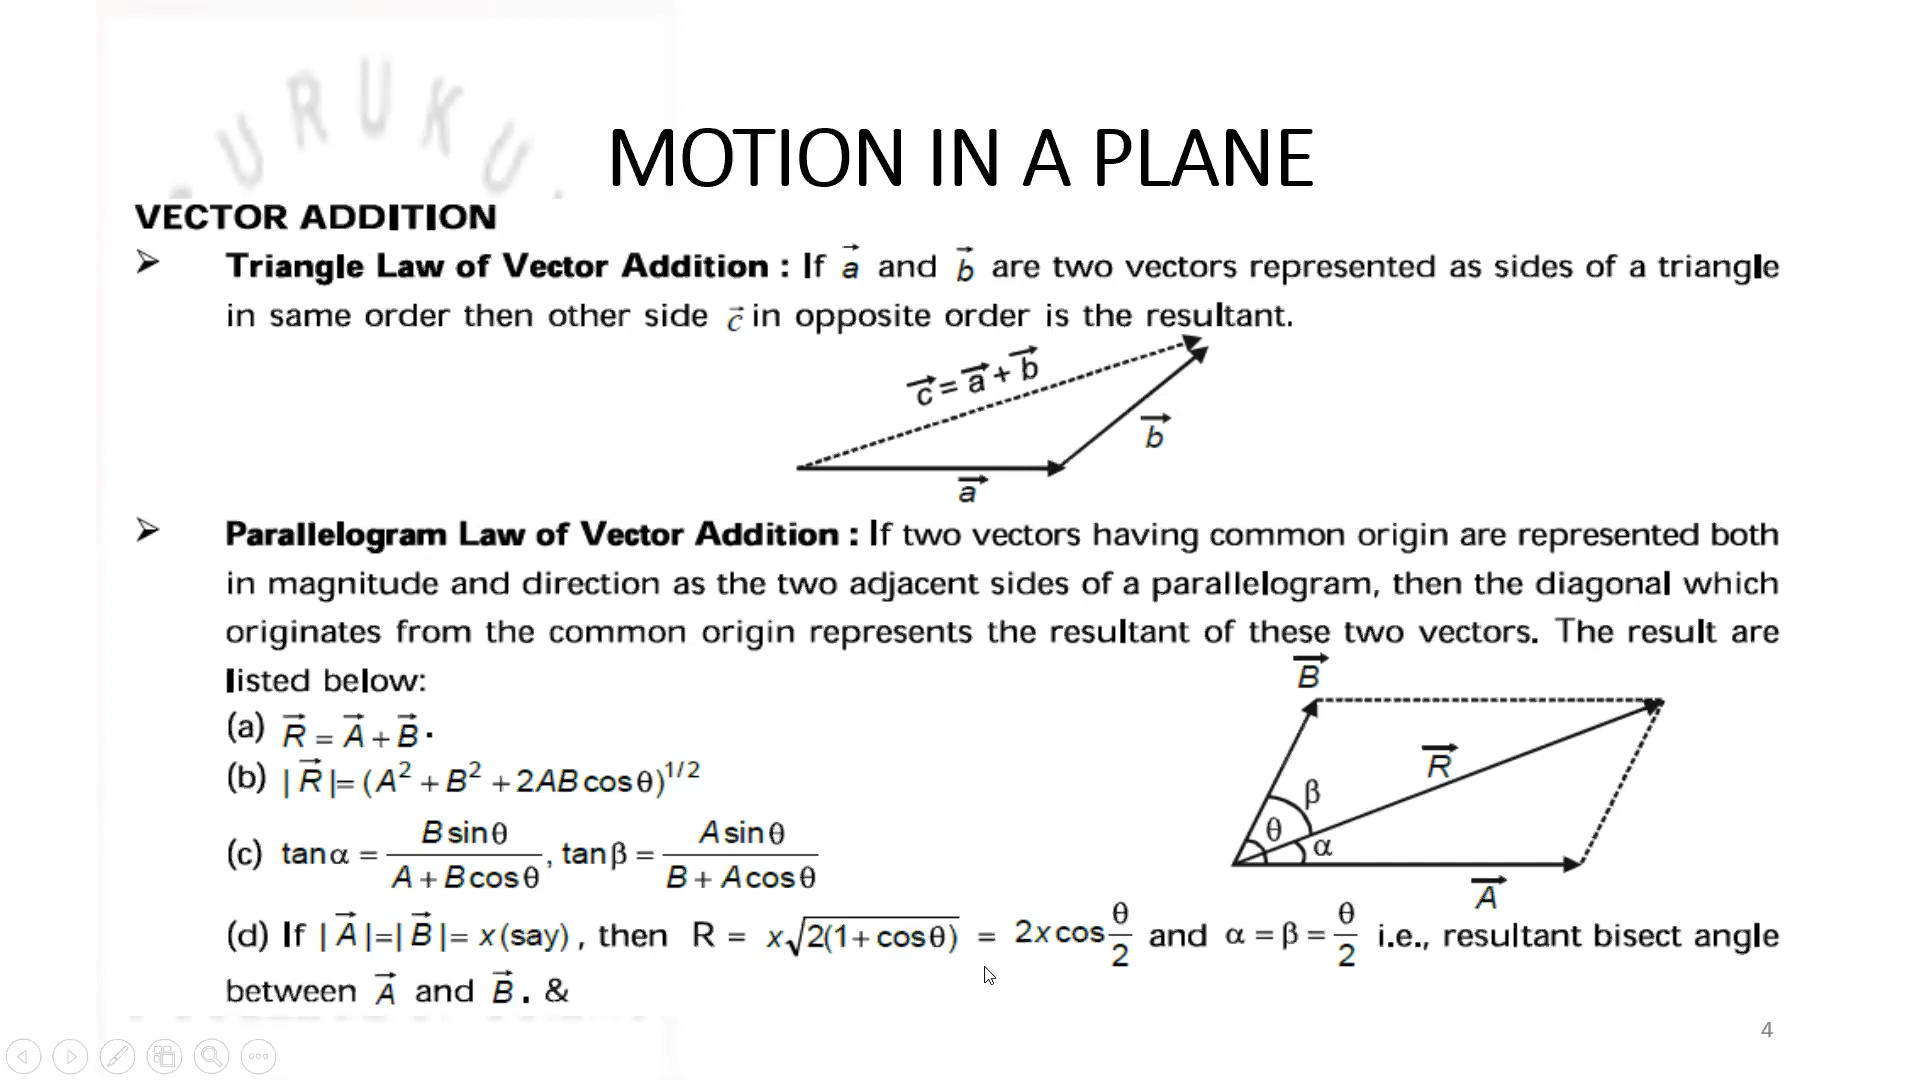 URUKU
MOTION IN A PLANE
VECTOR ADDITION
➢ Triangle Law of Vector Addition : If a⃗ and b⃗ are two vectors represented as sides of a triangle
in same order then other side c⃗ in opposite order is the resultant.
c⃗ = a⃗ + b⃗
b⃗
a⃗
➢ Parallelogram Law of Vector Addition : If two vectors having common origin are represented both
in magnitude and direction as the two adjacent sides of a parallelogram, then the diagonal which
originates from the common origin represents the resultant of these two vectors. The result are
listed below:
B⃗
(a) R⃗ = A⃗ + B⃗ .
R⃗
(b) | R⃗ |= (A² + B² + 2AB cosθ)^1/2
β
θ
α
(c) tanα = B sinθ / A + B cosθ , tanβ = A sinθ / B + A cosθ
A⃗
(d) If | A⃗ |=| B⃗ |= x (say) , then R = x√2(1+ cosθ) = 2x cos θ/2 and α = β = θ/2 i.e., resultant bisect angle
between A⃗ and B⃗ . &
4